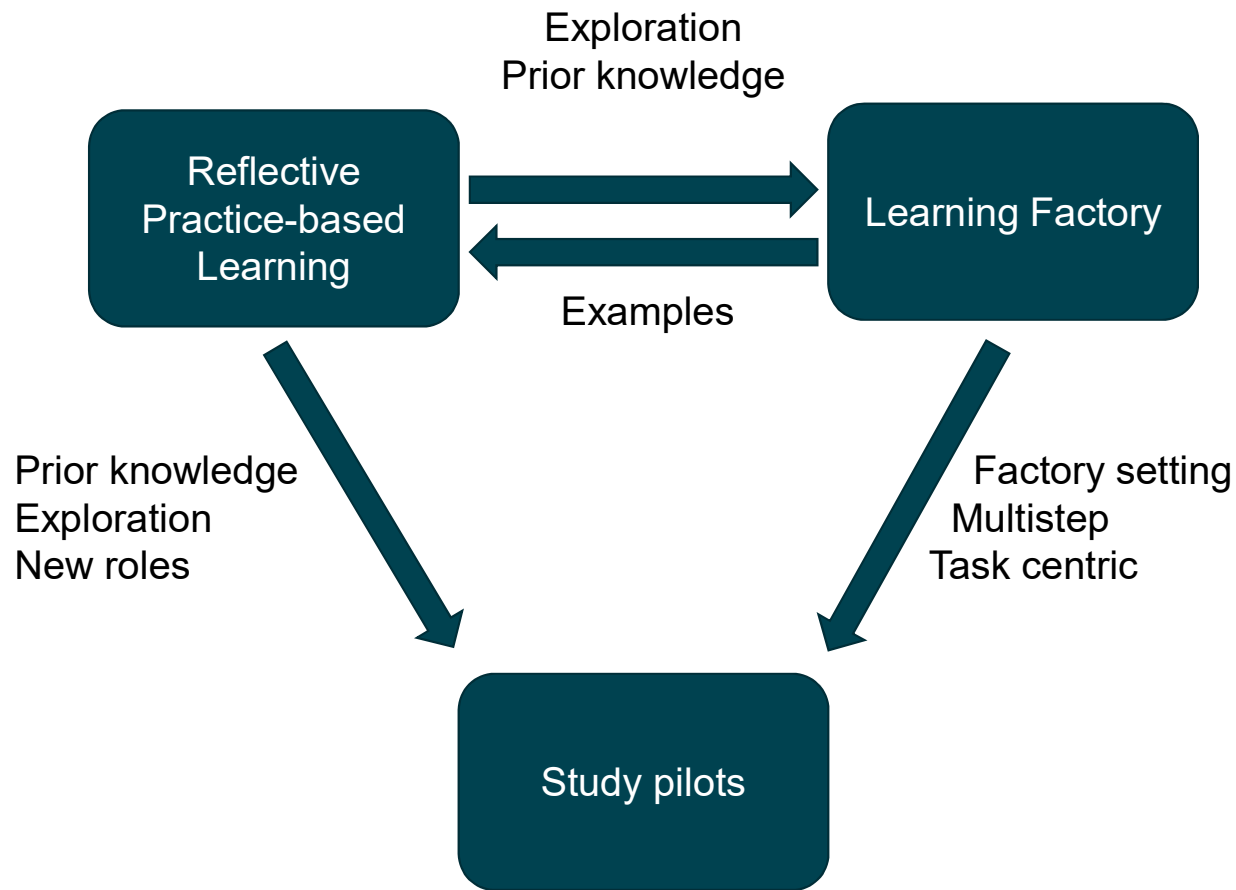 Exploration
Prior knowledge
Reflective
Practice-based
Learning
Learning Factory
Examples
Prior knowledge
Exploration
New roles
Factory setting
Multistep
Task centric
Study pilots